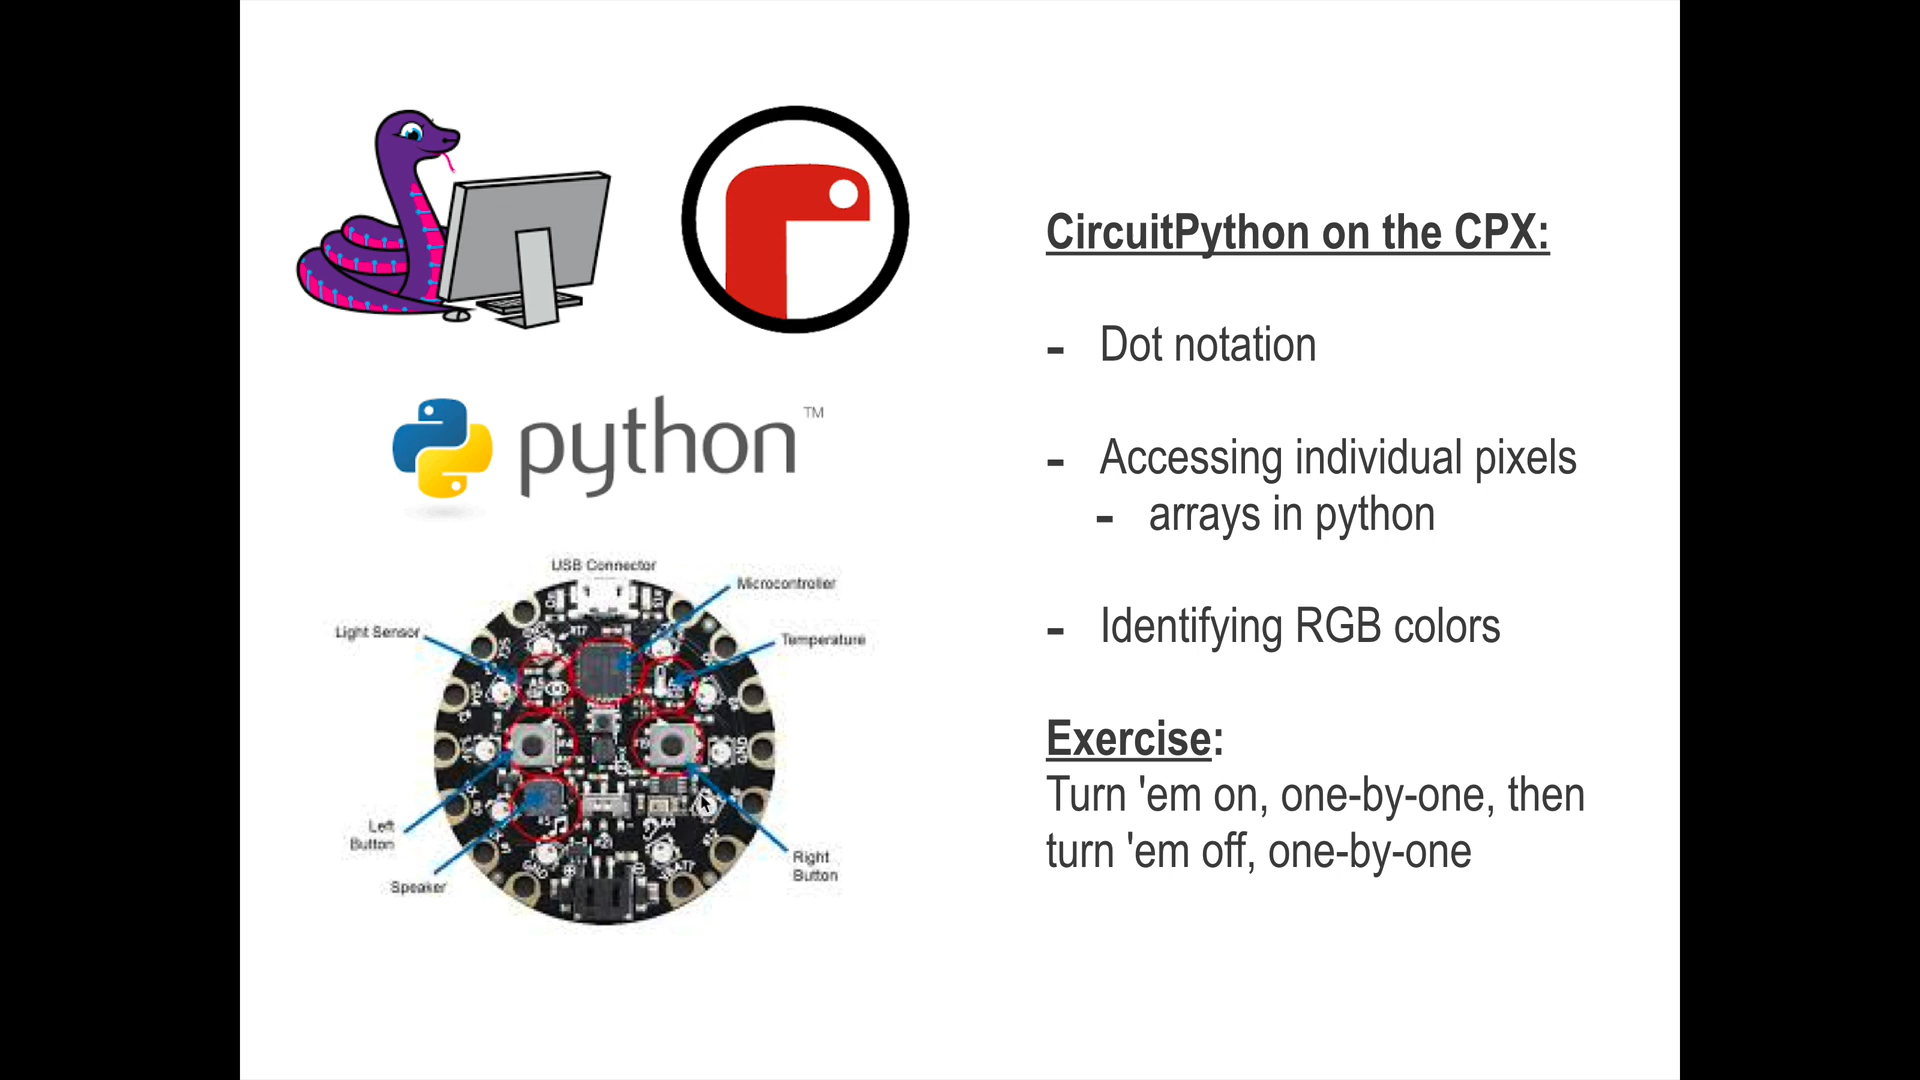 CircuitPython on the CPX:
- Dot notation
- Accessing individual pixels
- arrays in python
- Identifying RGB colors
Exercise:
Turn 'em on, one-by-one, then
turn 'em off, one-by-one
python™
USB Connector
Microcontroller
Light Sensor
Temperature
Left
Button
Speaker
Right
Button